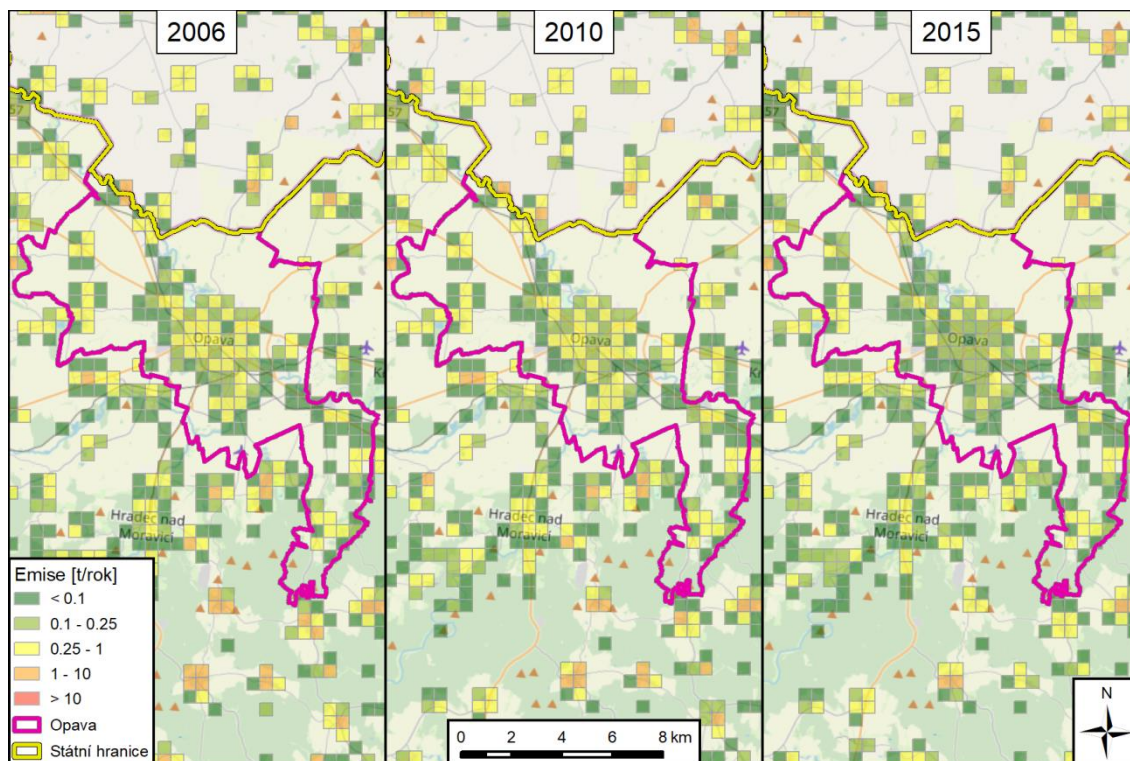 2006
2010
2015
57
57
57
Opava
Opava
Opava
Hradec nad
Moravicí
Hradec nad
Moravicí
Hradec nad
Moravicí
Emise [t/rok]
< 0.1
0.1 - 0.25
0.25 - 1
1 - 10
> 10
Opava
Státní hranice
0 2 4 6 8 km
N